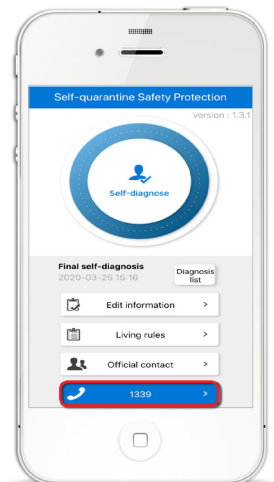 Self-quarantine Safety Protection
version : 1.3.1
Self-diagnose
Final self-diagnosis
2020-03-25 15:16
Diagnosis
list
Edit information >
Living rules >
Official contact >
1339 >